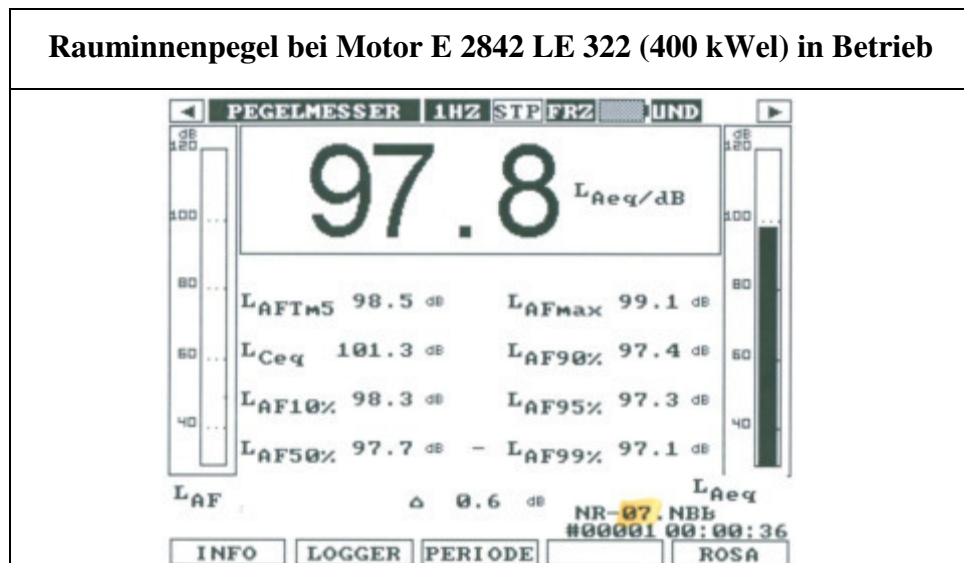 Rauminnenpegel bei Motor E 2842 LE 322 (400 kWel) in Betrieb
◄ PEGELMESSER 1HZ STP FRZ UND ►
dB
120
100
80
60
40
97.8 LAeq/dB
dB
120
100
80
60
40
LAFTm5 98.5 dB LAFmax 99.1 dB
LCeq 101.3 dB LAF90% 97.4 dB
LAF10% 98.3 dB LAF95% 97.3 dB
LAF50% 97.7 dB - LAF99% 97.1 dB
LAF LAeq
Δ 0.6 dB
NR-07.NBB
#00001 00:00:36
INFO LOGGER PERIODE ROSA